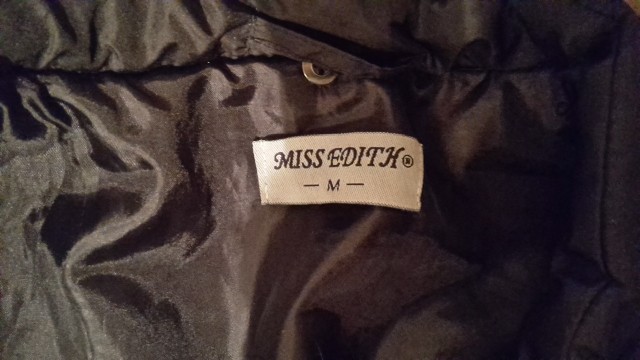 MISS EDITH®
— M —